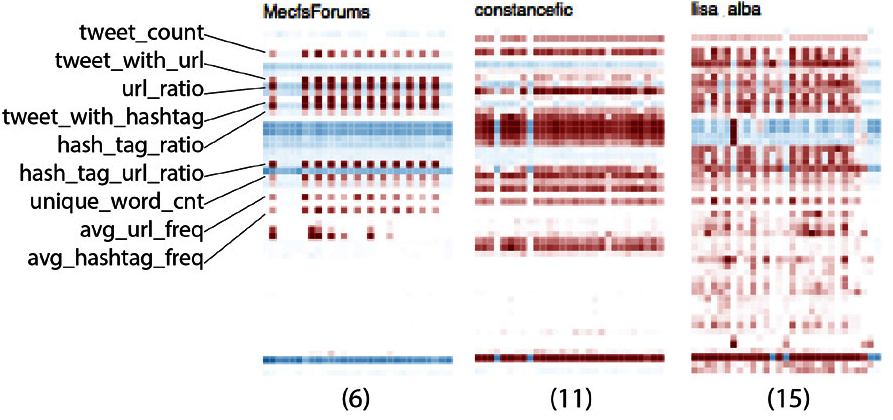 MecfsForums constancefic lisa_alba
tweet_count
tweet_with_url
url_ratio
tweet_with_hashtag
hash_tag_ratio
hash_tag_url_ratio
unique_word_cnt
avg_url_freq
avg_hashtag_freq
(6) (11) (15)